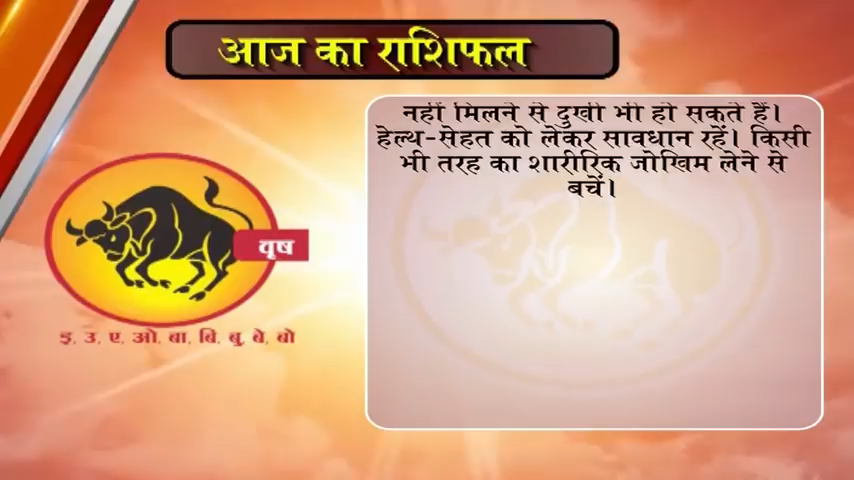 आज का राशिफल
नहीं मिलने से दुखी भी हो सकते हैं।
हेल्थ-सेहत को लेकर सावधान रहें। किसी
भी तरह का शारीरिक जोखिम लेने से
बचें।
वृष
इ, उ, ए, ओ, बा, बि, बु, बे, बो